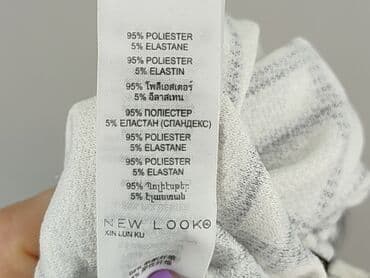 95% POLIESTER
5% ELASTANE
95% POLIESTER
5% ELASTIN
95% โพลีเอสเตอร์
5% อีลาสเทน
95% ПОЛІЕСТЕР
5% ЕЛАСТАН (СПАНДЕКС)
95% POLIESTER
5% ELASTANE
95% POLIESTER
5% ELASTAN
95% Պոլիէսթեր
5% Էլաստան
NEW LOOK
XIN LUN KU